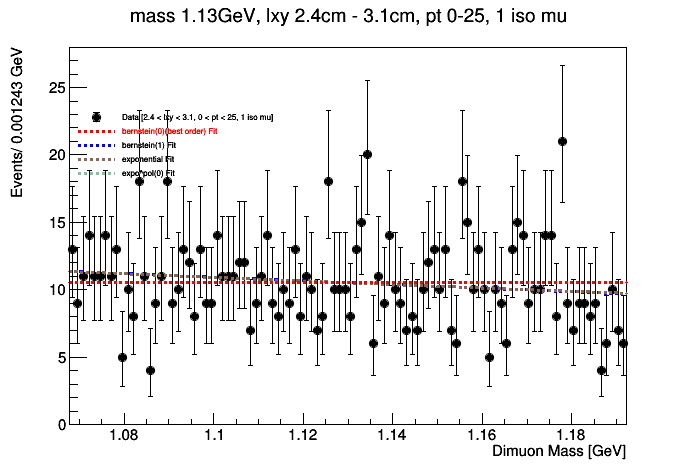 mass 1.13GeV, lxy 2.4cm - 3.1cm, pt 0-25, 1 iso mu
Events/ 0.001243 GeV
25
20
15
10
5
0
Data [2.4 < lxy < 3.1, 0 < pt < 25, 1 iso mu]
bernstein(0)(best order) Fit
bernstein(1) Fit
exponential Fit
expo*pol(0) Fit
1.08 1.1 1.12 1.14 1.16 1.18
Dimuon Mass [GeV]